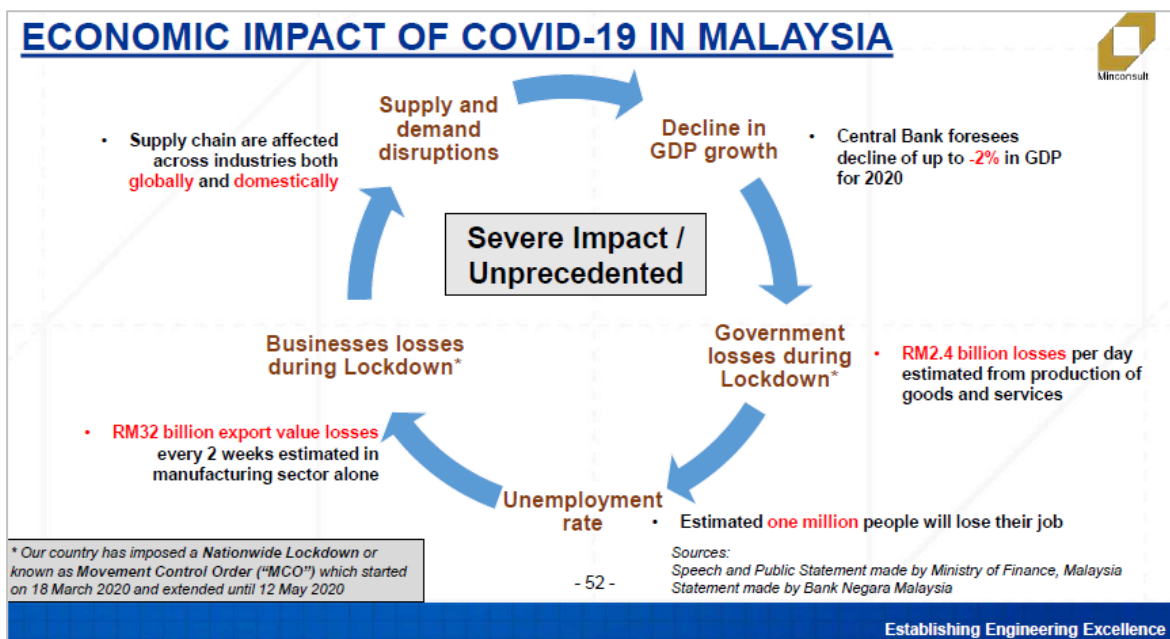 ECONOMIC IMPACT OF COVID-19 IN MALAYSIA
Minconsult
Supply and
demand
disruptions
• Supply chain are affected
across industries both
globally and domestically
Decline in
GDP growth
• Central Bank foresees
decline of up to -2% in GDP
for 2020
Severe Impact /
Unprecedented
Government
losses during
Lockdown*
• RM2.4 billion losses per day
estimated from production of
goods and services
Businesses losses
during Lockdown*
• RM32 billion export value losses
every 2 weeks estimated in
manufacturing sector alone
Unemployment
rate
• Estimated one million people will lose their job
* Our country has imposed a Nationwide Lockdown or
known as Movement Control Order (“MCO”) which started
on 18 March 2020 and extended until 12 May 2020
- 52 -
Sources:
Speech and Public Statement made by Ministry of Finance, Malaysia
Statement made by Bank Negara Malaysia
Establishing Engineering Excellence